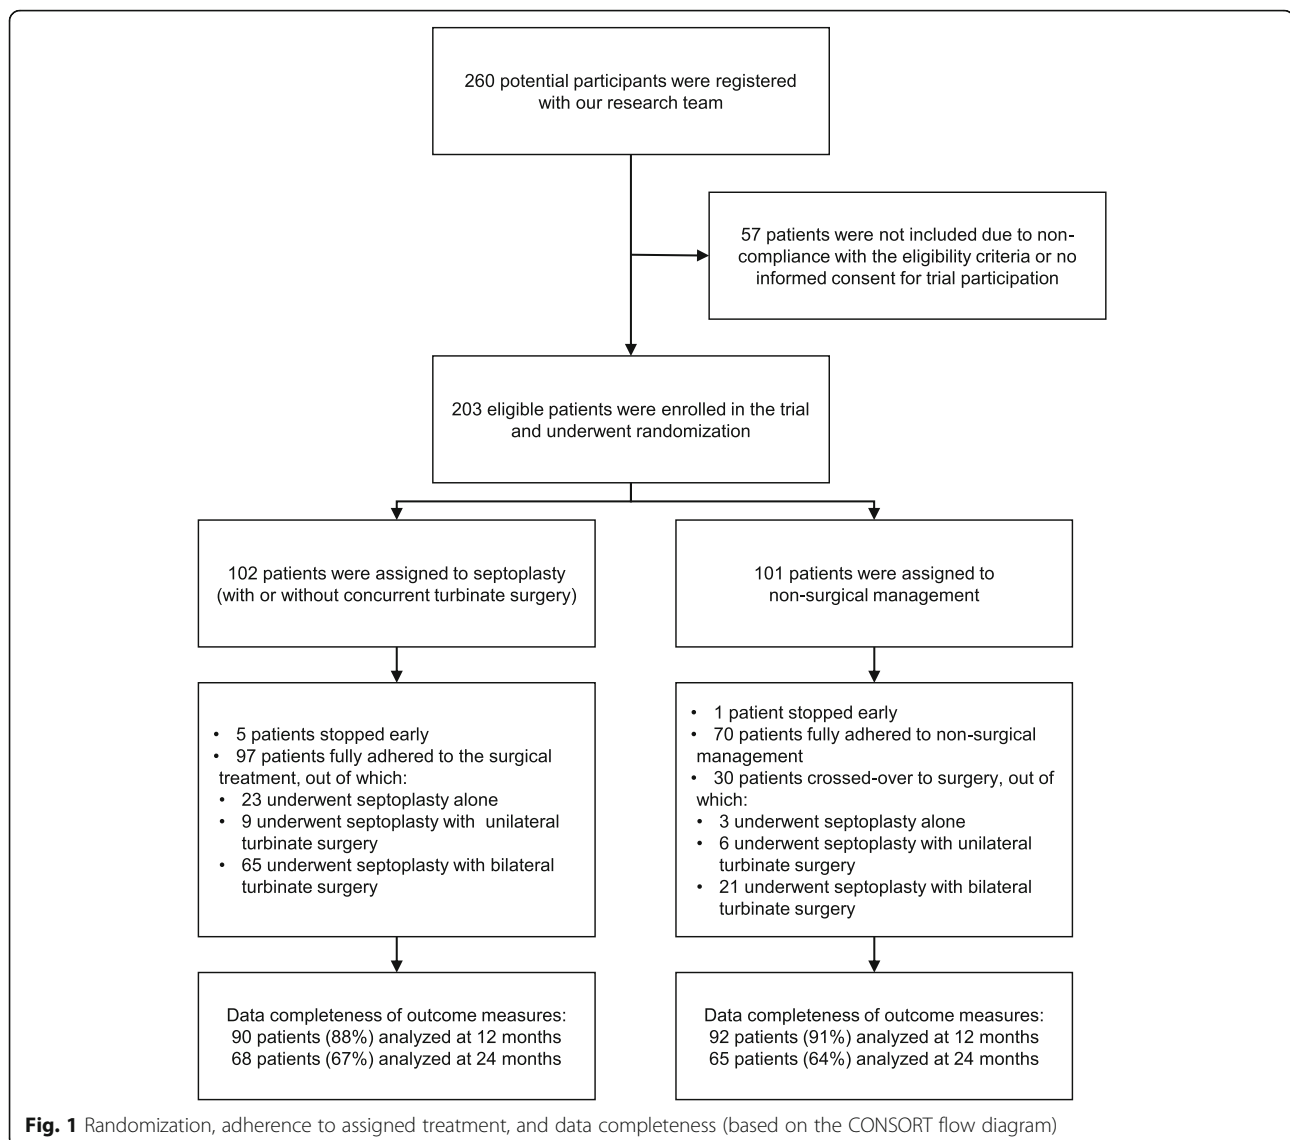 260 potential participants were registered
with our research team
57 patients were not included due to non-
compliance with the eligibility criteria or no
informed consent for trial participation
203 eligible patients were enrolled in the trial
and underwent randomization
102 patients were assigned to septoplasty
(with or without concurrent turbinate surgery)
101 patients were assigned to
non-surgical management
• 5 patients stopped early
• 97 patients fully adhered to the surgical
treatment, out of which:
• 23 underwent septoplasty alone
• 9 underwent septoplasty with unilateral
turbinate surgery
• 65 underwent septoplasty with bilateral
turbinate surgery
• 1 patient stopped early
• 70 patients fully adhered to non-surgical
management
• 30 patients crossed-over to surgery, out of
which:
• 3 underwent septoplasty alone
• 6 underwent septoplasty with unilateral
turbinate surgery
• 21 underwent septoplasty with bilateral
turbinate surgery
Data completeness of outcome measures:
90 patients (88%) analyzed at 12 months
68 patients (67%) analyzed at 24 months
Data completeness of outcome measures:
92 patients (91%) analyzed at 12 months
65 patients (64%) analyzed at 24 months
Fig. 1 Randomization, adherence to assigned treatment, and data completeness (based on the CONSORT flow diagram)